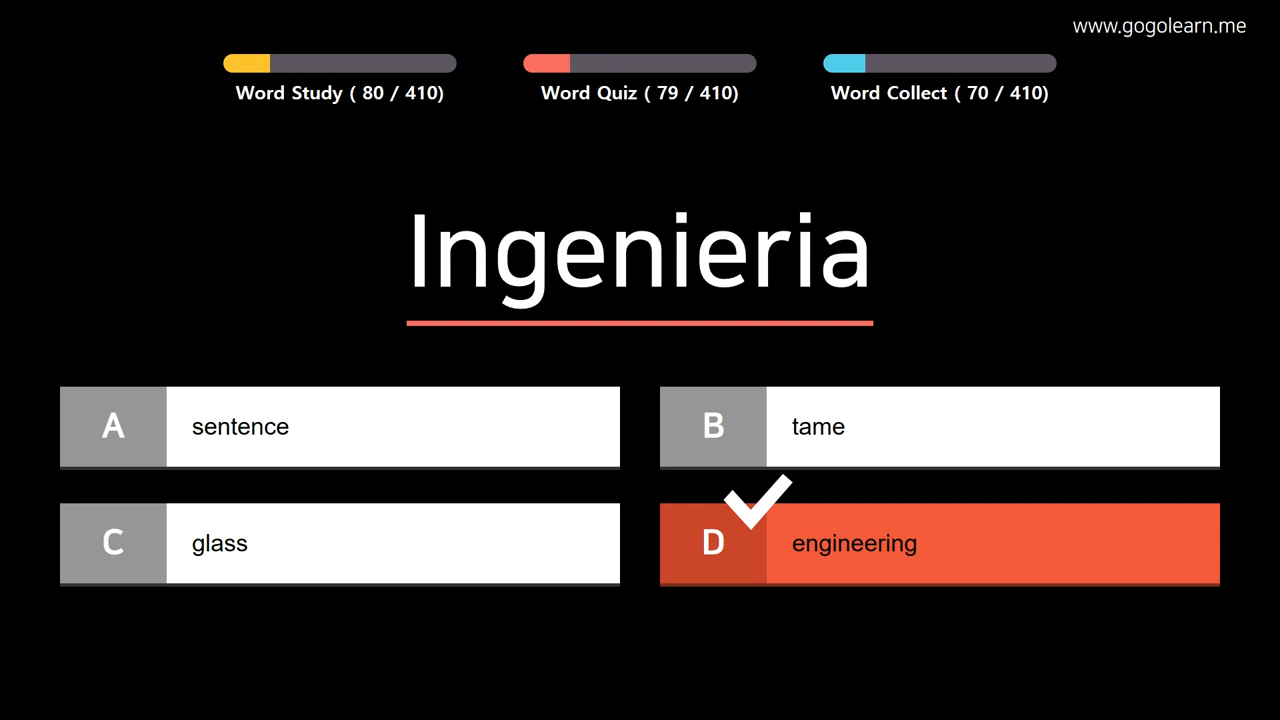 www.gogolearn.me
Word Study ( 80 / 410)
Word Quiz ( 79 / 410)
Word Collect ( 70 / 410)
Ingenieria
A sentence
B tame
C glass
D engineering